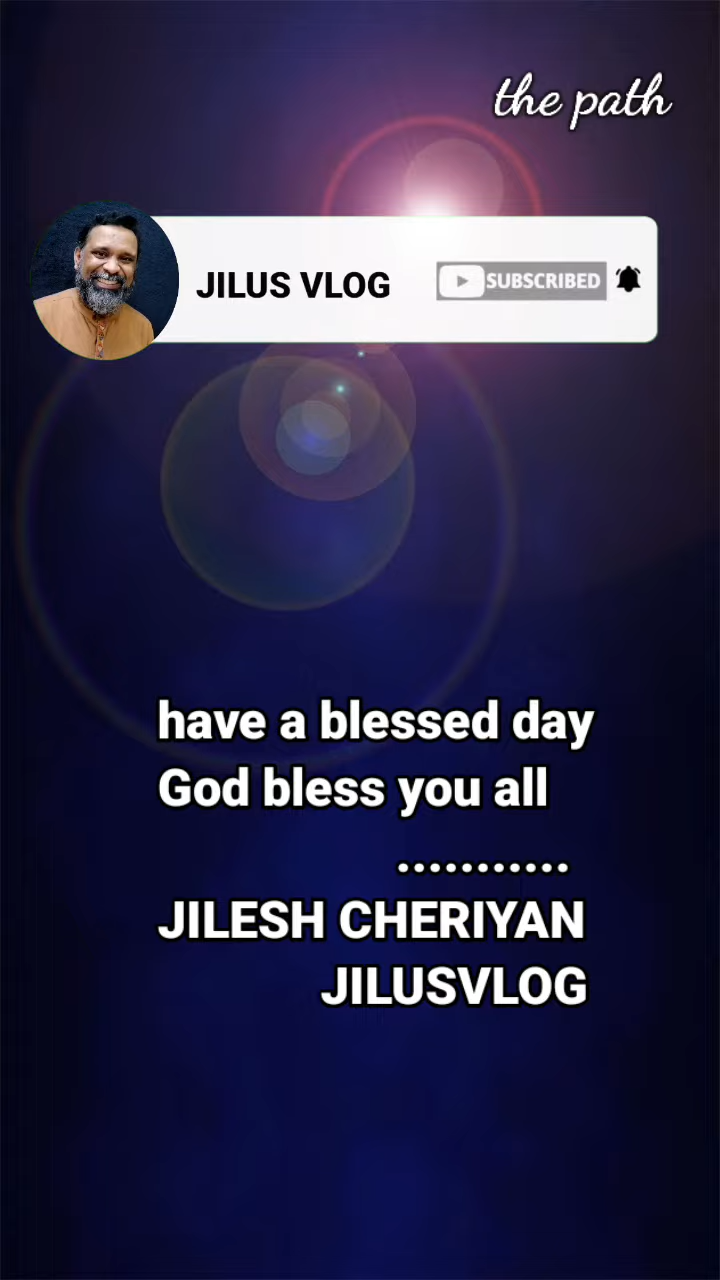 the path
JILUS VLOG
SUBSCRIBED
have a blessed day
God bless you all
...........
JILESH CHERIYAN
JILUSVLOG